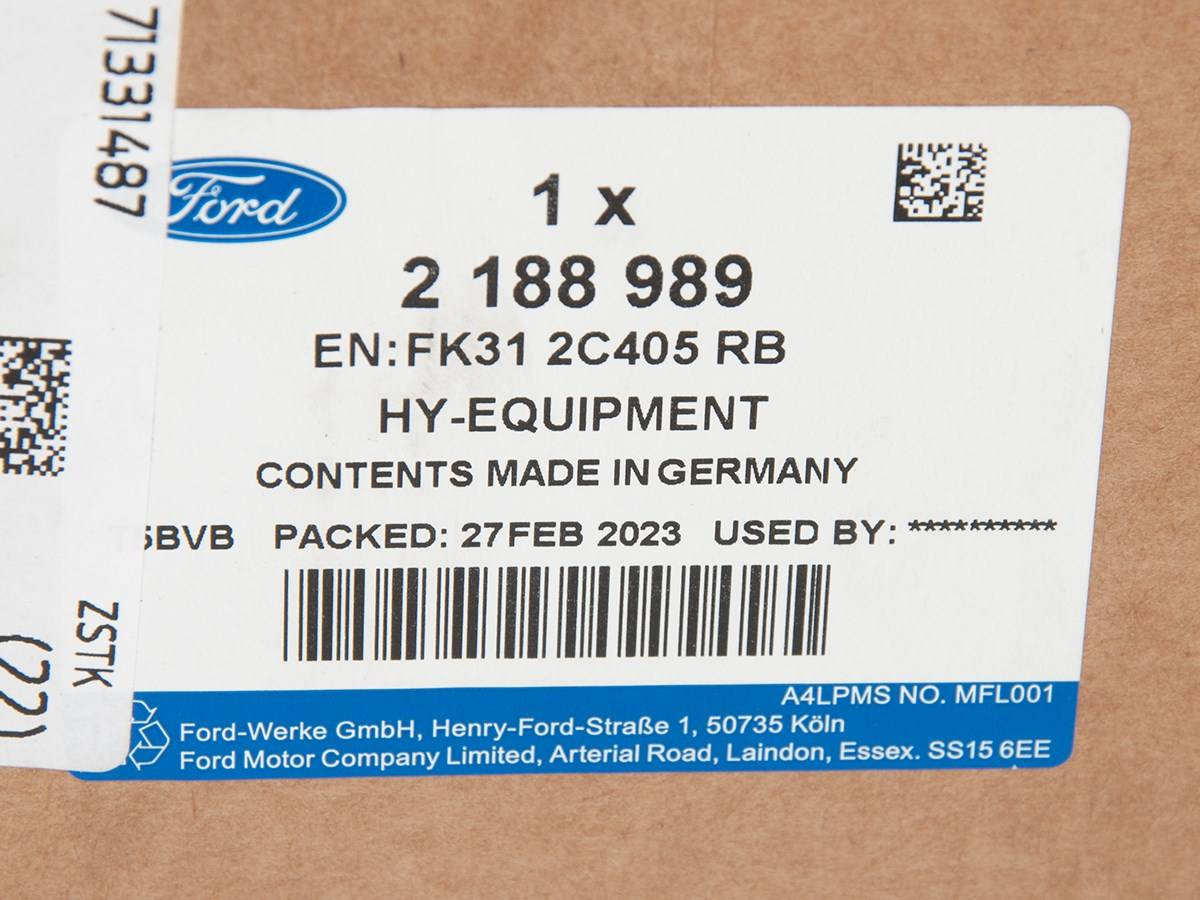 71331487
Ford
1 x
2 188 989
EN:FK31 2C405 RB
HY-EQUIPMENT
CONTENTS MADE IN GERMANY
PACKED: 27FEB 2023 USED BY: **********
ZSTK
(22)
A4LPMS NO. MFL001
Ford-Werke GmbH, Henry-Ford-Straße 1, 50735 Köln
Ford Motor Company Limited, Arterial Road, Laindon, Essex. SS15 6EE